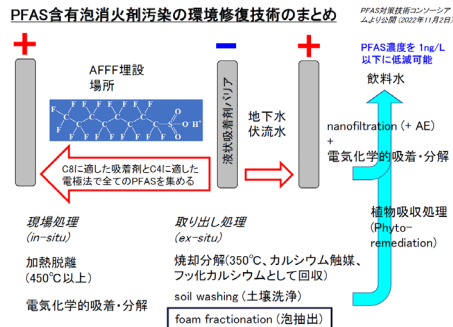 PFAS含有泡消火剤汚染の環境修復技術のまとめ
PFAS対策技術コンソーシア
ムより公開 (2022年11月2日)
PFAS濃度を 1ng/L
以下に低減可能
AFFF埋設
場所
飲料水
液状吸着剤バリア
地下水
伏流水
nanofiltration (+ AE)
+
電気化学的吸着・分解
C8に適した吸着剤とC4に適した
電極法で全てのPFASを集める
植物吸収処理
(Phyto-
remediation)
現場処理
(in-situ)
取り出し処理
(ex-situ)
加熱脱離
(450℃以上)
焼却分解(350℃、カルシウム触媒、
フッ化カルシウムとして回収)
電気化学的吸着・分解
soil washing (土壌洗浄)
foam fractionation (泡抽出)